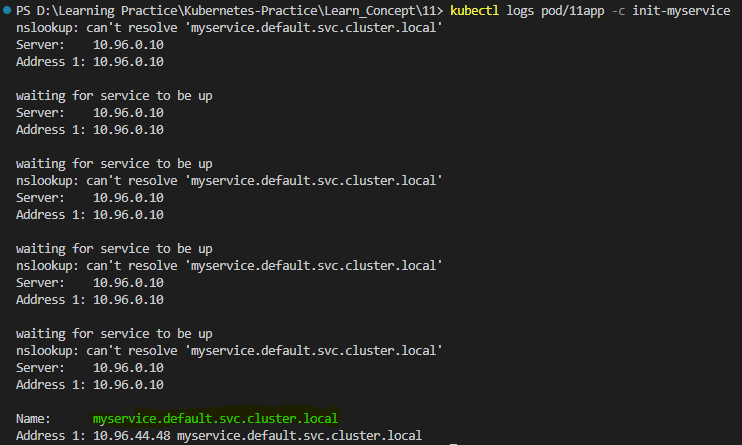 PS D:\Learning Practice\Kubernetes-Practice\Learn_Concept\11> kubectl logs pod/11app -c init-myservice
nslookup: can't resolve 'myservice.default.svc.cluster.local'
Server:    10.96.0.10
Address 1: 10.96.0.10

waiting for service to be up
Server:    10.96.0.10
Address 1: 10.96.0.10

waiting for service to be up
nslookup: can't resolve 'myservice.default.svc.cluster.local'
Server:    10.96.0.10
Address 1: 10.96.0.10

waiting for service to be up
nslookup: can't resolve 'myservice.default.svc.cluster.local'
Server:    10.96.0.10
Address 1: 10.96.0.10

waiting for service to be up
nslookup: can't resolve 'myservice.default.svc.cluster.local'
Server:    10.96.0.10
Address 1: 10.96.0.10

Name:      myservice.default.svc.cluster.local
Address 1: 10.96.44.48 myservice.default.svc.cluster.local